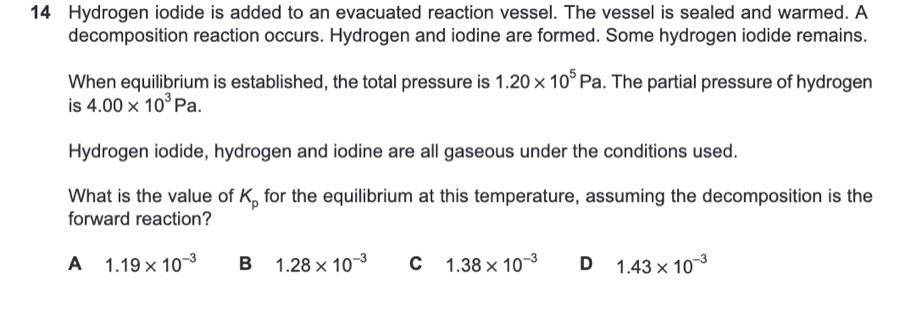 14 Hydrogen iodide is added to an evacuated reaction vessel. The vessel is sealed and warmed. A
decomposition reaction occurs. Hydrogen and iodine are formed. Some hydrogen iodide remains.
When equilibrium is established, the total pressure is 1.20 × 10⁵ Pa. The partial pressure of hydrogen
is 4.00 × 10³ Pa.
Hydrogen iodide, hydrogen and iodine are all gaseous under the conditions used.
What is the value of Kₚ for the equilibrium at this temperature, assuming the decomposition is the
forward reaction?
A 1.19 × 10⁻³ B 1.28 × 10⁻³ C 1.38 × 10⁻³ D 1.43 × 10⁻³